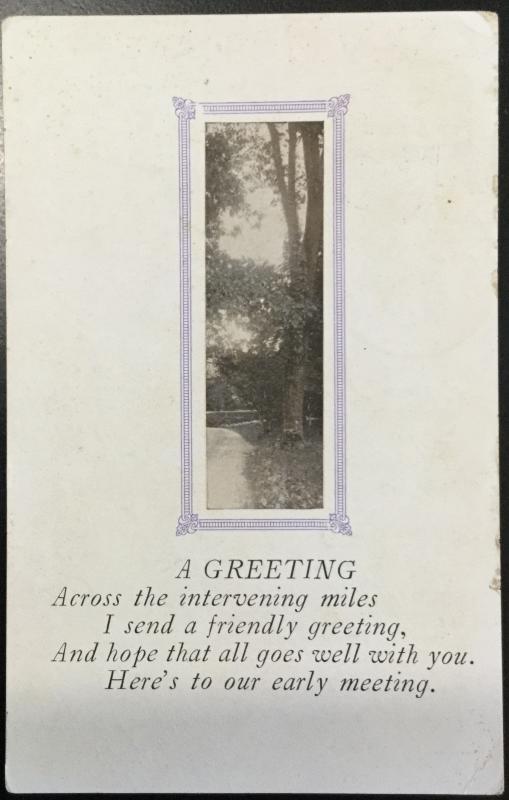 A GREETING
Across the intervening miles
I send a friendly greeting,
And hope that all goes well with you.
Here's to our early meeting.